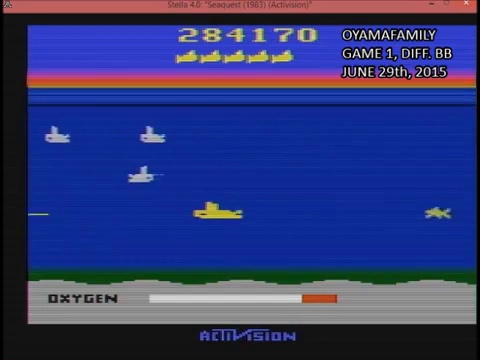 Stella 4.0: "Seaquest (1983) (Activision)"
284170
OYAMAFAMILY
GAME 1, DIFF. BB
JUNE 29th, 2015
OXYGEN
ACTIVISION